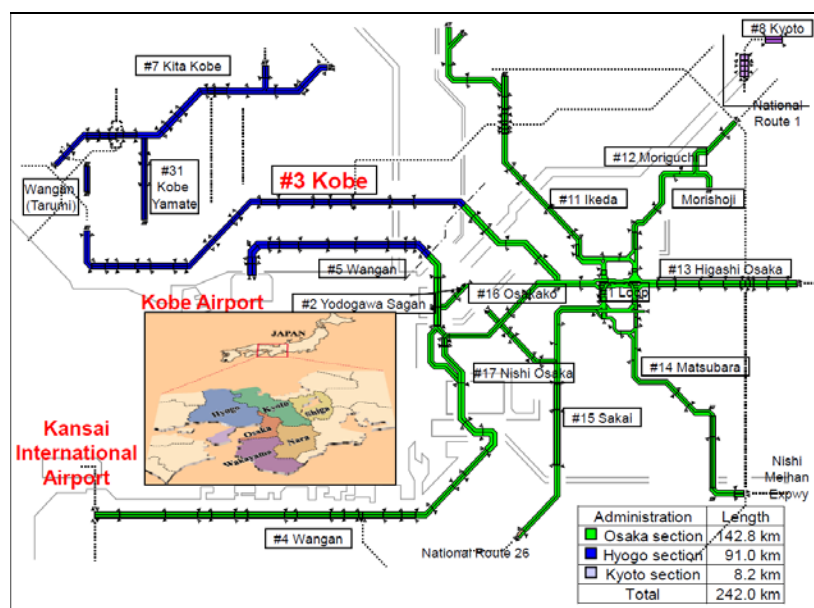 #8 Kyoto
#7 Kita Kobe
National
Route 1
#12 Moriguchi
#3 Kobe
#31
Kobe
Yamate
Wangan
(Tarumi)
#11 Ikeda
Morishoji
#5 Wangan
#13 Higashi Osaka
Kobe Airport
#2 Yodogawa Sagan
#16 Osakako
#1 Loop
JAPAN
#14 Matsubara
#17 Nishi Osaka
Hyogo
Kyoto
Shiga
Osaka
Nara
Wakayama
#15 Sakai
Kansai
International
Airport
Nishi
Meihan
Expwy
#4 Wangan
National Route 26
Administration Length
Osaka section 142.8 km
Hyogo section 91.0 km
Kyoto section 8.2 km
Total 242.0 km